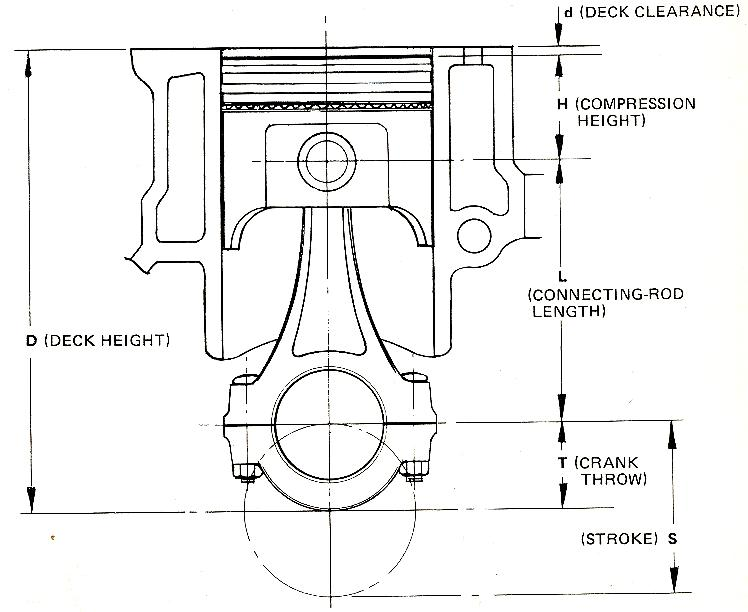 d (DECK CLEARANCE)
H (COMPRESSION
HEIGHT)
L
(CONNECTING-ROD
LENGTH)
D (DECK HEIGHT)
T (CRANK
THROW)
(STROKE) S